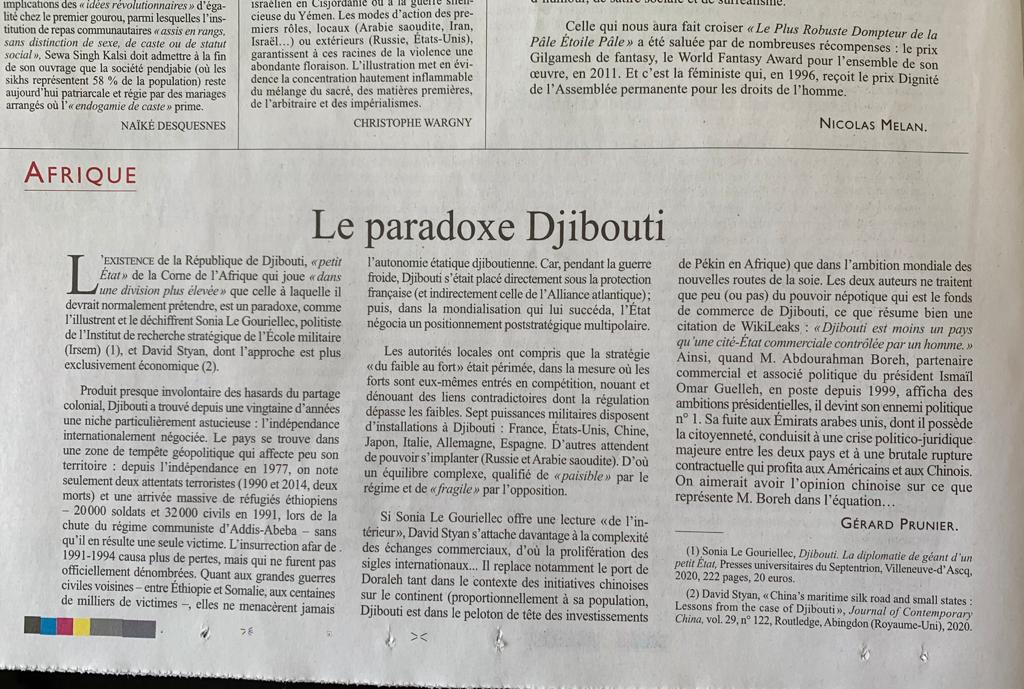 implications des « idées révolutionnaires » d'éga-
lité chez le premier gourou, parmi lesquelles l'ins-
titution de repas communautaires « assis en rangs,
sans distinction de sexe, de caste ou de statut
social », Sewa Singh Kalsi doit admettre à la fin
de son ouvrage que la société pendjabie (où les
sikhs représentent 58 % de la population) reste
aujourd'hui patriarcale et régie par des mariages
arrangés où l'« endogamie de caste » prime.
NAÏKÉ DESQUESNES
israélien en Cisjordanie ou à la guerre silen-
cieuse du Yémen. Les modes d'action des pre-
miers rôles, locaux (Arabie saoudite, Iran,
Israël...) ou extérieurs (Russie, États-Unis),
garantissent à ces racines de la violence une
abondante floraison. L'illustration met en évi-
dence la concentration hautement inflammable
du mélange du sacré, des matières premières,
de l'arbitraire et des impérialismes.
CHRISTOPHE WARGNY
d'humour, de satire sociale et de surréalisme.
Celle qui nous aura fait croiser « Le Plus Robuste Dompteur de la
Pâle Étoile Pâle » a été saluée par de nombreuses récompenses : le prix
Gilgamesh de fantasy, le World Fantasy Award pour l'ensemble de son
œuvre, en 2011. Et c'est la féministe qui, en 1996, reçoit le prix Dignité
de l'Assemblée permanente pour les droits de l'homme.
NICOLAS MELAN.
AFRIQUE
Le paradoxe Djibouti
L'EXISTENCE de la République de Djibouti, « petit
État » de la Corne de l'Afrique qui joue « dans
une division plus élevée » que celle à laquelle il
devrait normalement prétendre, est un paradoxe, comme
l'illustrent et le déchiffrent Sonia Le Gouriellec, politiste
de l'Institut de recherche stratégique de l'École militaire
(Irsem) (1), et David Styan, dont l'approche est plus
exclusivement économique (2).
Produit presque involontaire des hasards du partage
colonial, Djibouti a trouvé depuis une vingtaine d'années
une niche particulièrement astucieuse : l'indépendance
internationalement négociée. Le pays se trouve dans
une zone de tempête géopolitique qui affecte peu son
territoire : depuis l'indépendance en 1977, on note
seulement deux attentats terroristes (1990 et 2014, deux
morts) et une arrivée massive de réfugiés éthiopiens
– 20 000 soldats et 32 000 civils en 1991, lors de la
chute du régime communiste d'Addis-Abeba – sans
qu'il en résulte une seule victime. L'insurrection afar de
1991-1994 causa plus de pertes, mais qui ne furent pas
officiellement dénombrées. Quant aux grandes guerres
civiles voisines – entre Éthiopie et Somalie, aux centaines
de milliers de victimes –, elles ne menacèrent jamais
l'autonomie étatique djiboutienne. Car, pendant la guerre
froide, Djibouti s'était placé directement sous la protection
française (et indirectement celle de l'Alliance atlantique) ;
puis, dans la mondialisation qui lui succéda, l'État
négocia un positionnement poststratégique multipolaire.
Les autorités locales ont compris que la stratégie
« du faible au fort » était périmée, dans la mesure où les
forts sont eux-mêmes entrés en compétition, nouant et
dénouant des liens contradictoires dont la régulation
dépasse les faibles. Sept puissances militaires disposent
d'installations à Djibouti : France, États-Unis, Chine,
Japon, Italie, Allemagne, Espagne. D'autres attendent
de pouvoir s'implanter (Russie et Arabie saoudite). D'où
un équilibre complexe, qualifié de « paisible » par le
régime et de « fragile » par l'opposition.
Si Sonia Le Gouriellec offre une lecture « de l'in-
térieur », David Styan s'attache davantage à la complexité
des échanges commerciaux, d'où la prolifération des
sigles internationaux... Il replace notamment le port de
Doraleh tant dans le contexte des initiatives chinoises
sur le continent (proportionnellement à sa population,
Djibouti est dans le peloton de tête des investissements
de Pékin en Afrique) que dans l'ambition mondiale des
nouvelles routes de la soie. Les deux auteurs ne traitent
que peu (ou pas) du pouvoir népotique qui est le fonds
de commerce de Djibouti, ce que résume bien une
citation de WikiLeaks : « Djibouti est moins un pays
qu'une cité-État commerciale contrôlée par un homme. »
Ainsi, quand M. Abdourahman Boreh, partenaire
commercial et associé politique du président Ismaïl
Omar Guelleh, en poste depuis 1999, afficha des
ambitions présidentielles, il devint son ennemi politique
n° 1. Sa fuite aux Émirats arabes unis, dont il possède
la citoyenneté, conduisit à une crise politico-juridique
majeure entre les deux pays et à une brutale rupture
contractuelle qui profita aux Américains et aux Chinois.
On aimerait avoir l'opinion chinoise sur ce que
représente M. Boreh dans l'équation...
GÉRARD PRUNIER.
(1) Sonia Le Gouriellec, Djibouti. La diplomatie de géant d'un
petit État, Presses universitaires du Septentrion, Villeneuve-d'Ascq,
2020, 222 pages, 20 euros.
(2) David Styan, « China's maritime silk road and small states :
Lessons from the case of Djibouti », Journal of Contemporary
China, vol. 29, n° 122, Routledge, Abingdon (Royaume-Uni), 2020.